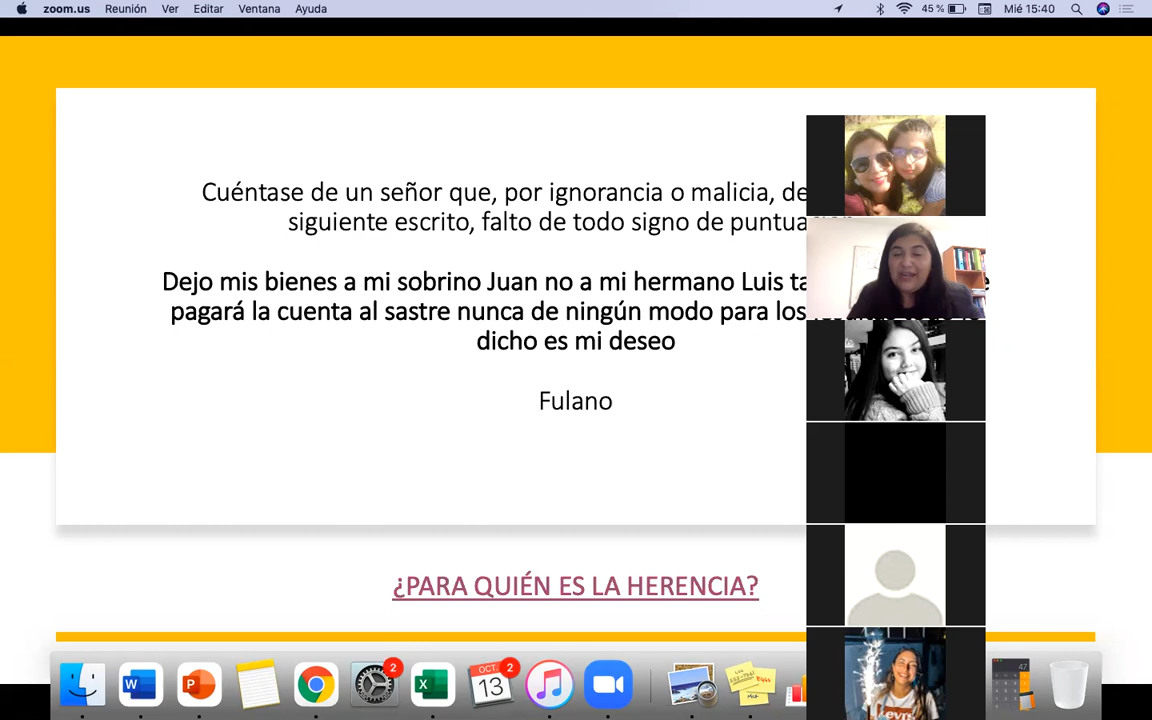 zoom.us Reunión Ver Editar Ventana Ayuda 45 % Mié 15:40
Cuéntase de un señor que, por ignorancia o malicia,
siguiente escrito, falto de todo signo de
Dejo mis bienes a mi sobrino Juan no a mi hermano Luis
pagará la cuenta al sastre nunca de ningún modo para los
dicho es mi deseo
Fulano
¿PARA QUIÉN ES LA HERENCIA?
2
OCT.
2
13
47